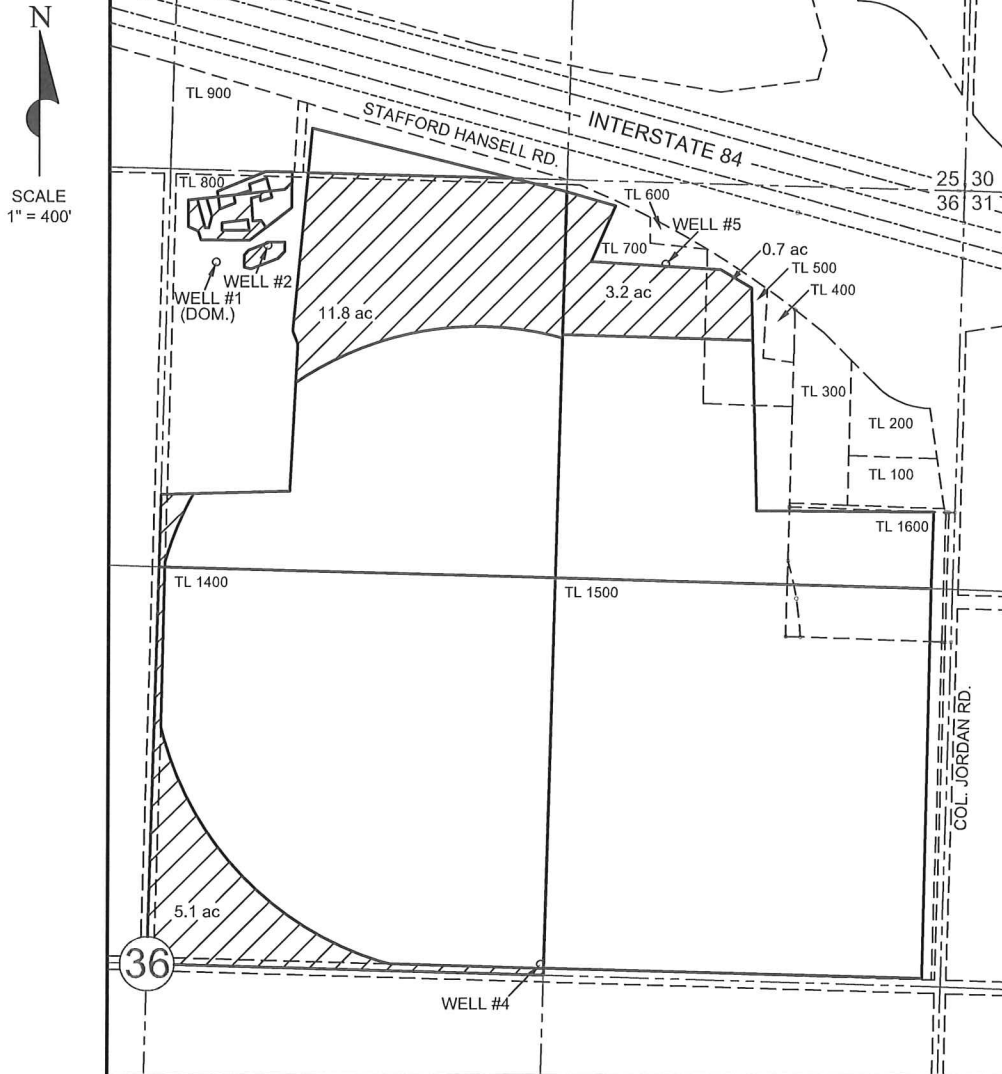 N
SCALE
1" = 400'
TL 900
STAFFORD HANSELL RD.
INTERSTATE 84
25 30
36 31
TL 800
TL 600
WELL #5
TL 700
0.7 ac
TL 500
TL 400
WELL #2
WELL #1
(DOM.)
11.8 ac
3.2 ac
TL 300
TL 200
TL 100
TL 1600
TL 1400
TL 1500
COL. JORDAN RD.
5.1 ac
36
WELL #4